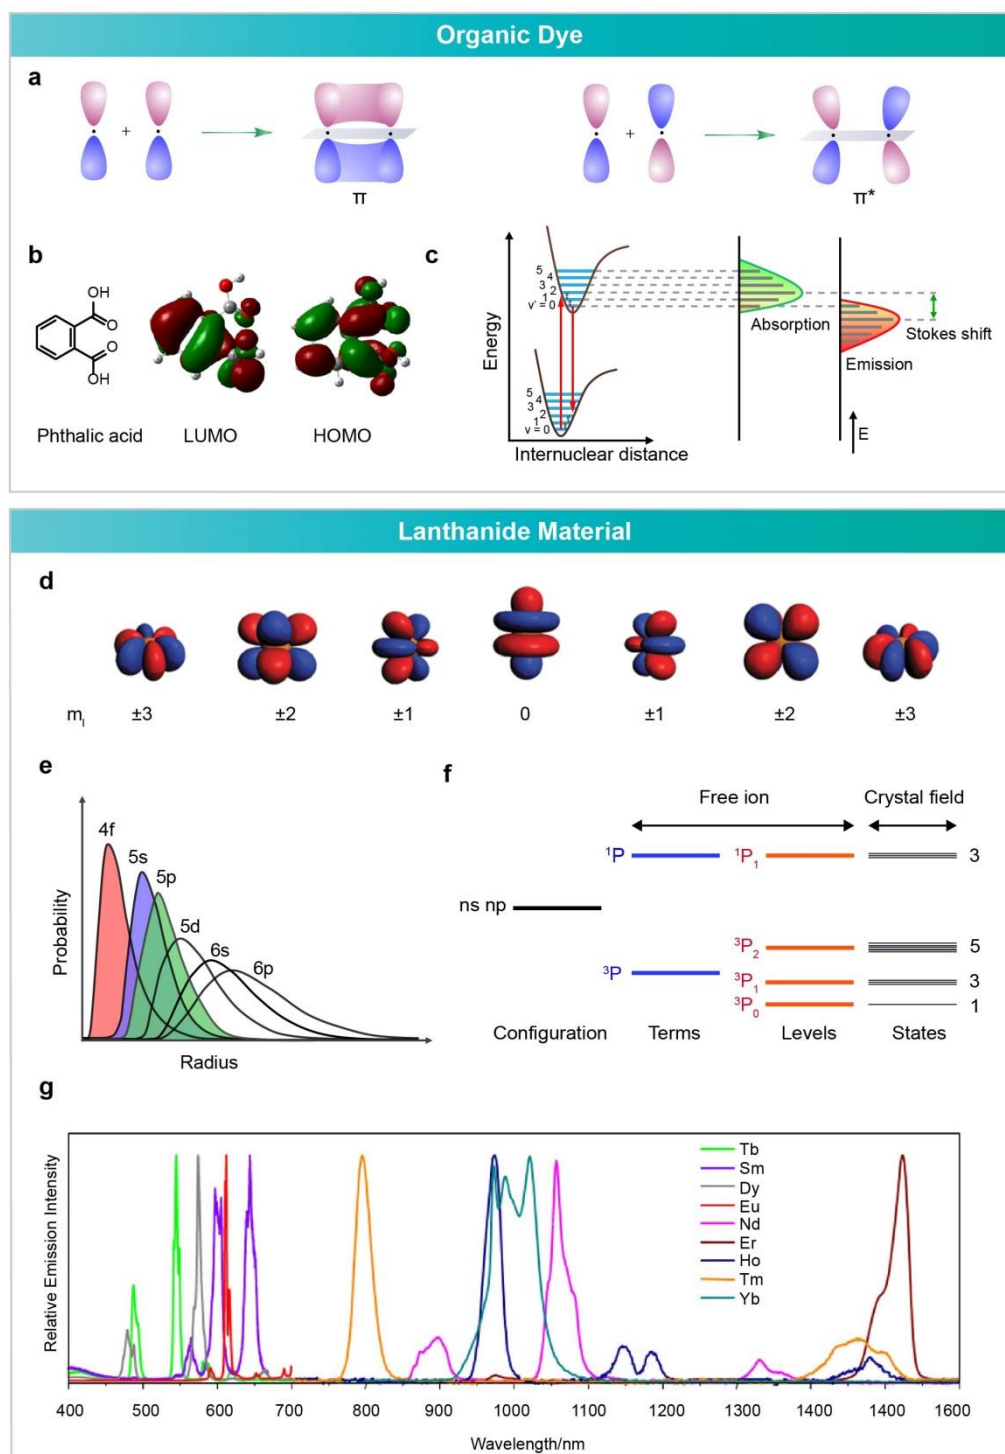 Organic Dye
a
+
π
+
π*
b
OH
O
O
OH
Phthalic acid
LUMO
HOMO
c
Energy
5
4
3
2
1
v' = 0
5
4
3
2
1
v = 0
Internuclear distance
Absorption
Emission
Stokes shift
E
Lanthanide Material
d
mₗ ±3 ±2 ±1 0 ±1 ±2 ±3
e
Probability
4f
5s
5p
5d
6s
6p
Radius
f
Free ion Crystal field
¹P ¹P₁ 3
ns np
³P₂ 5
³P ³P₁ 3
³P₀ 1
Configuration Terms Levels States
g
Relative Emission Intensity
Tb
Sm
Dy
Eu
Nd
Er
Ho
Tm
Yb
400 500 600 700 800 900 1000 1100 1200 1300 1400 1600
Wavelength/nm